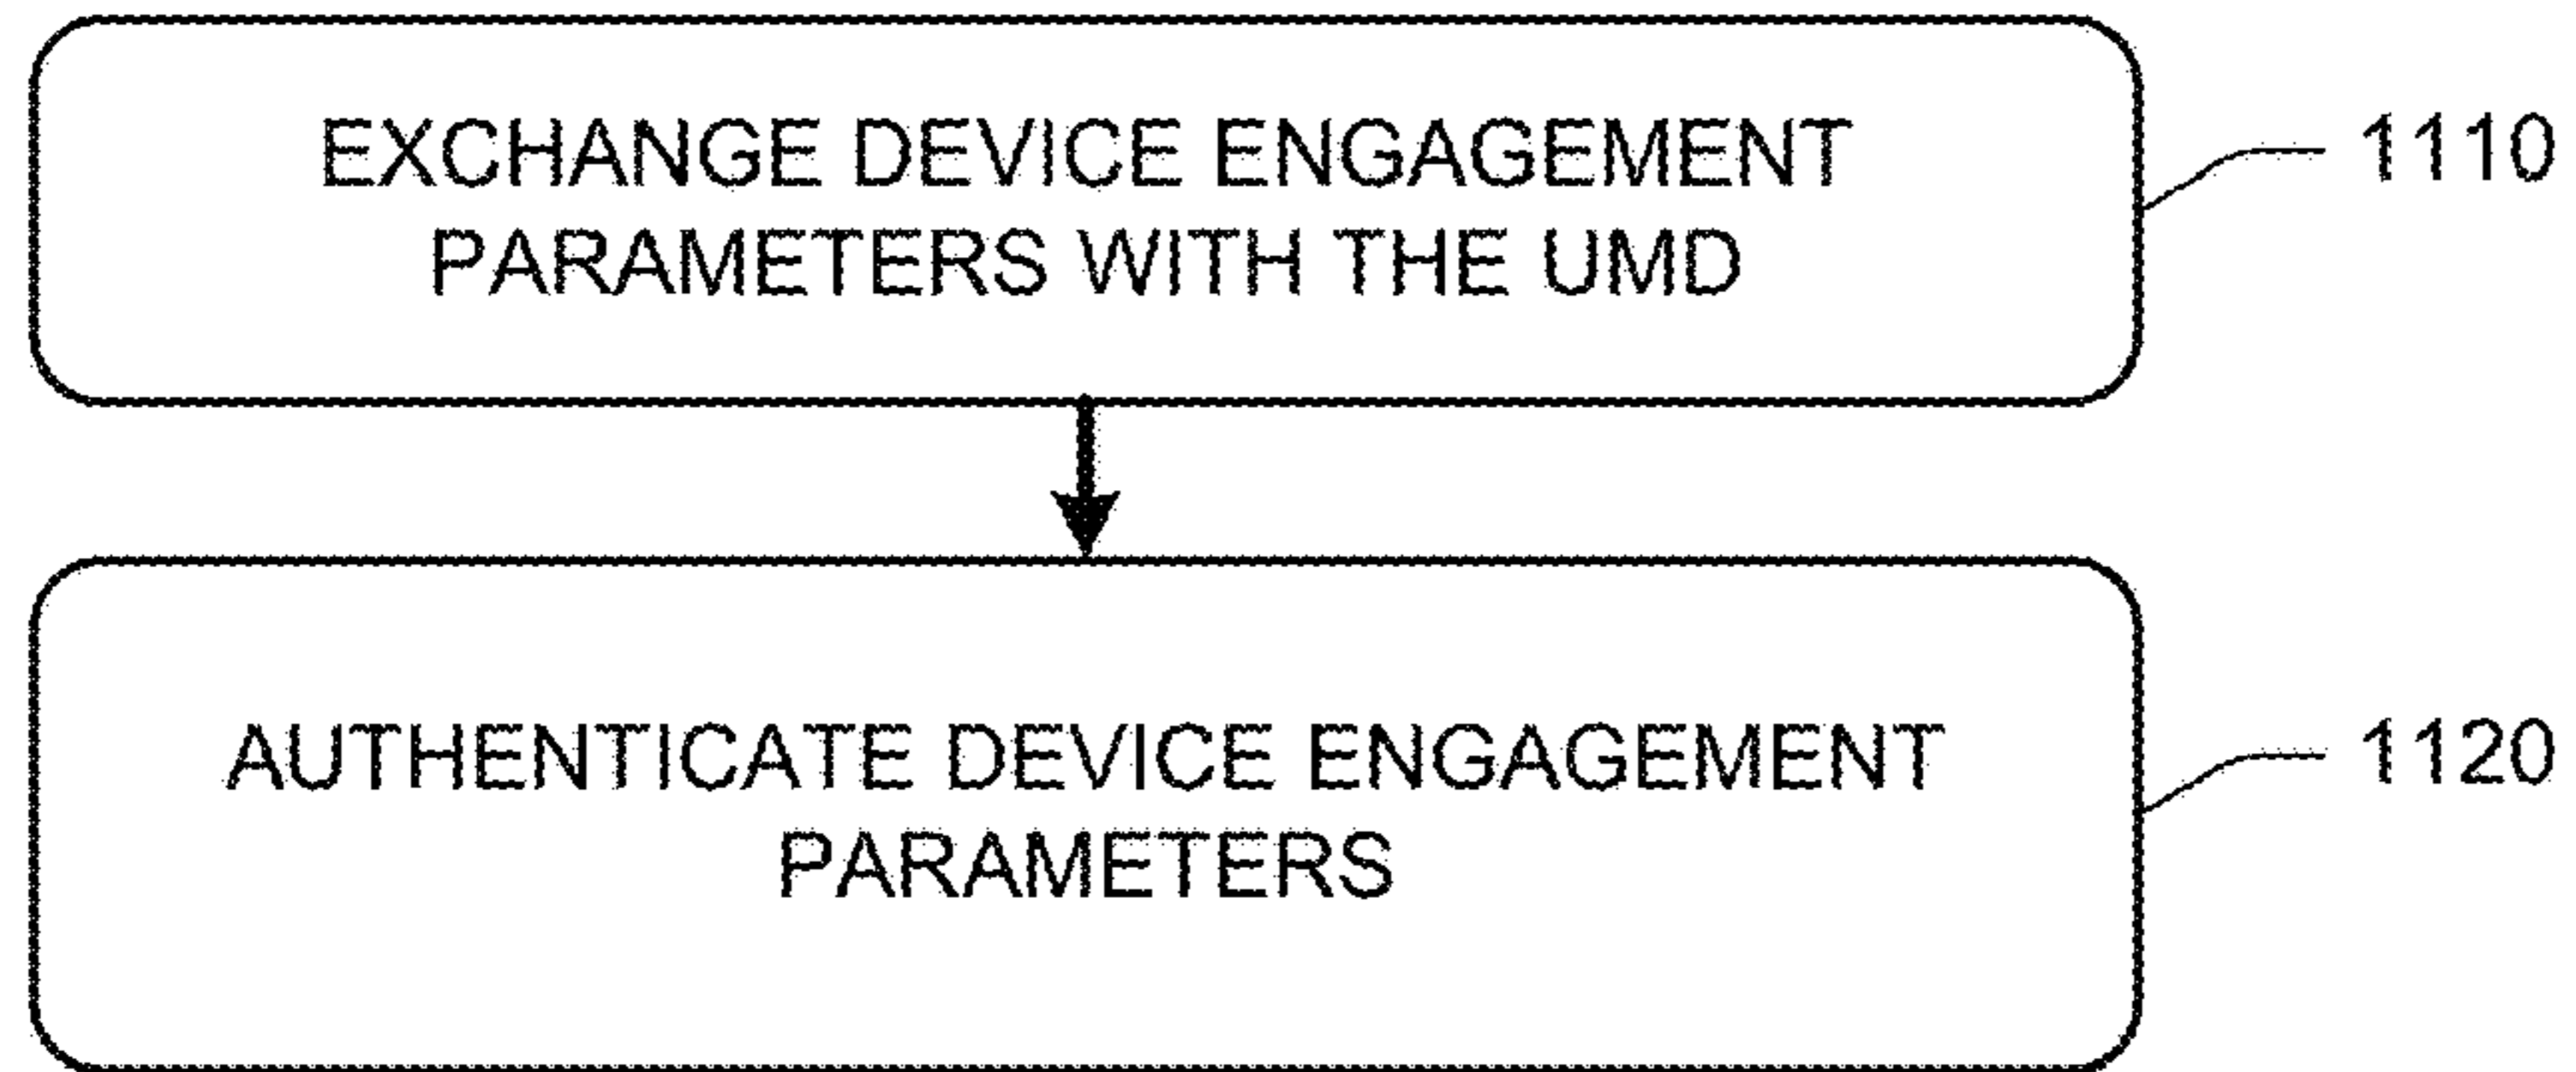 EXCHANGE DEVICE ENGAGEMENT
PARAMETERS WITH THE UMD
1110
AUTHENTICATE DEVICE ENGAGEMENT
PARAMETERS
1120